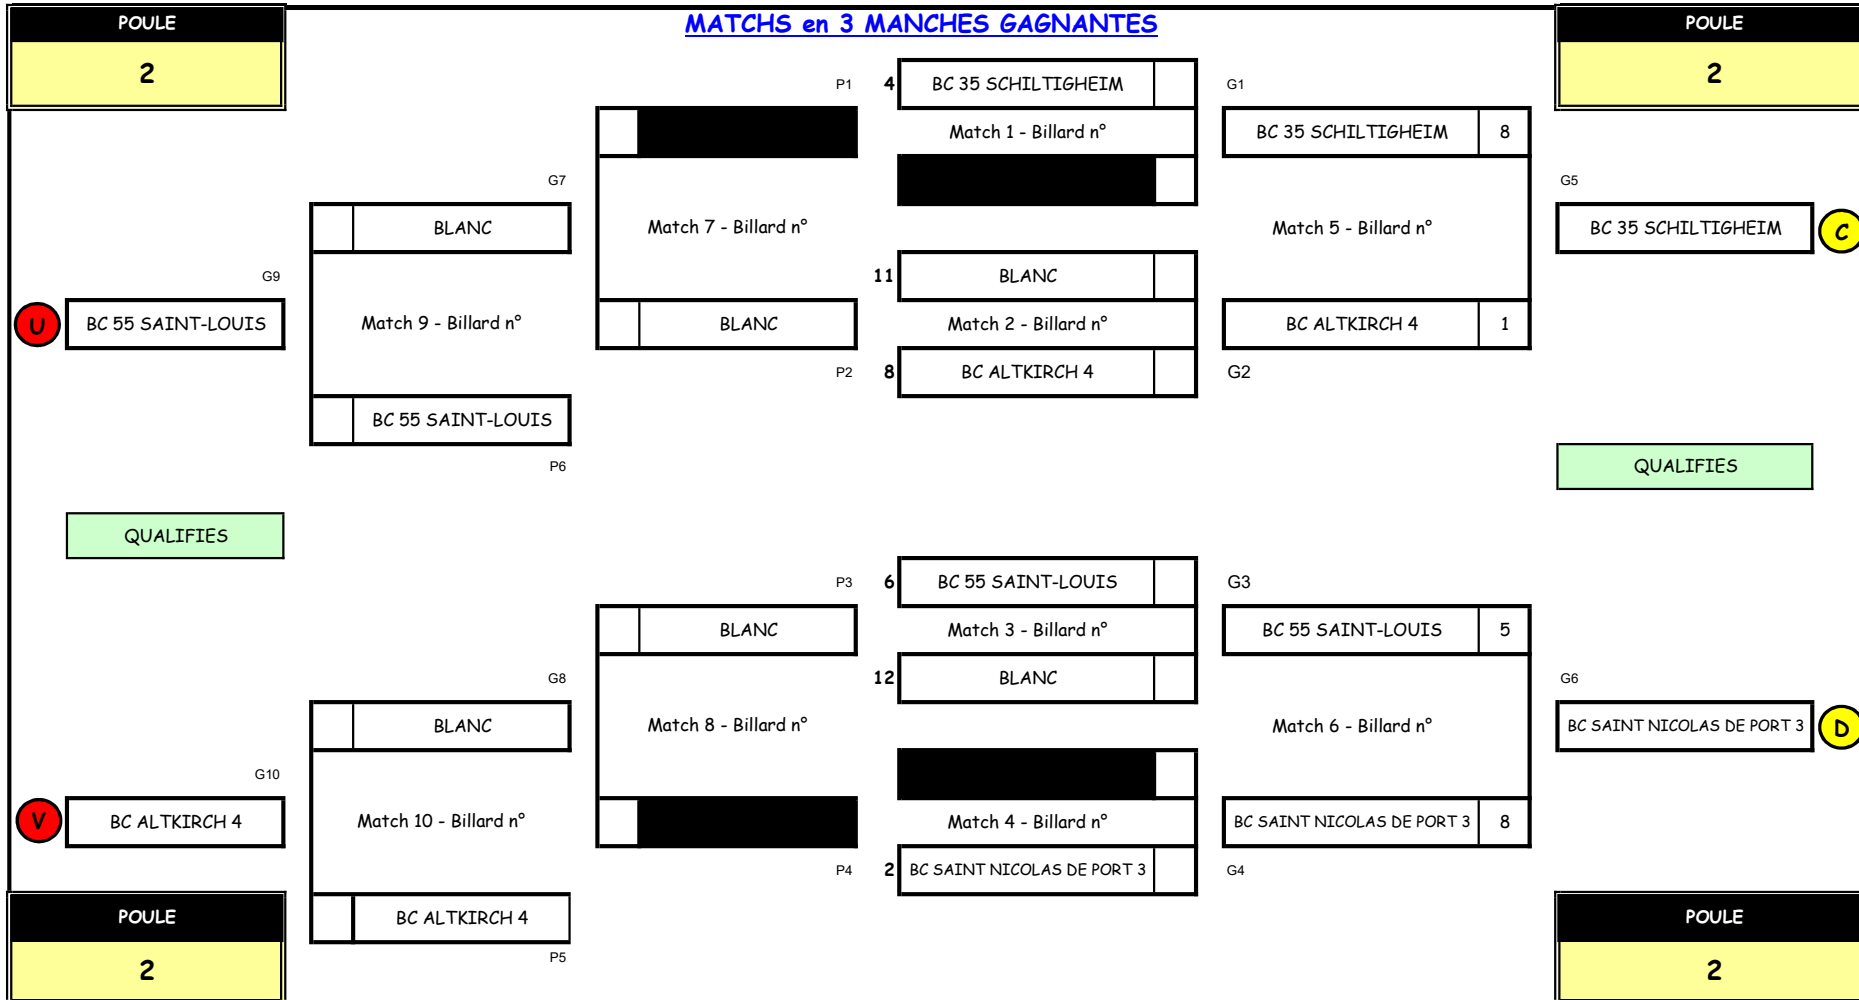 POULE
MATCHS en 3 MANCHES GAGNANTES
POULE
2
2
P1 4 BC 35 SCHILTIGHEIM G1
Match 1 - Billard n° BC 35 SCHILTIGHEIM 8
G7 G5
BLANC Match 7 - Billard n° Match 5 - Billard n° BC 35 SCHILTIGHEIM C
G9 11 BLANC
U BC 55 SAINT-LOUIS Match 9 - Billard n° BLANC Match 2 - Billard n° BC ALTKIRCH 4 1
P2 8 BC ALTKIRCH 4 G2
BC 55 SAINT-LOUIS
P6 QUALIFIES
QUALIFIES
P3 6 BC 55 SAINT-LOUIS G3
BLANC Match 3 - Billard n° BC 55 SAINT-LOUIS 5
G8 12 BLANC G6
BLANC Match 8 - Billard n° Match 6 - Billard n° BC SAINT NICOLAS DE PORT 3 D
G10
V BC ALTKIRCH 4 Match 10 - Billard n° Match 4 - Billard n° BC SAINT NICOLAS DE PORT 3 8
P4 2 BC SAINT NICOLAS DE PORT 3 G4
POULE BC ALTKIRCH 4 POULE
P5
2 2